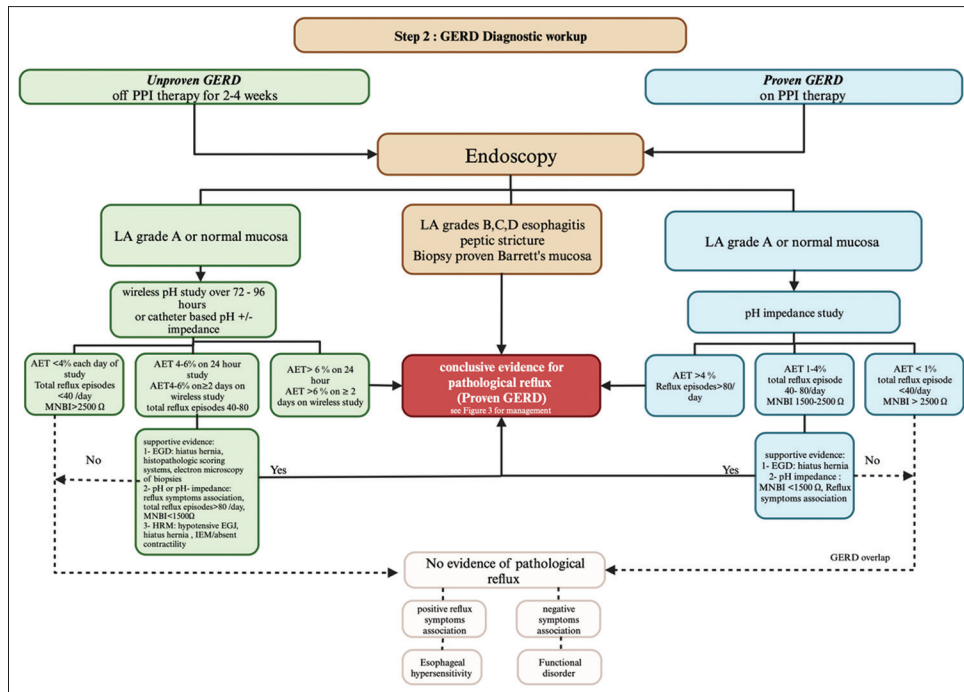 Step 2 : GERD Diagnostic workup
Unproven GERD
off PPI therapy for 2-4 weeks
Proven GERD
on PPI therapy
Endoscopy
LA grade A or normal mucosa
LA grades B,C,D esophagitis
peptic stricture
Biopsy proven Barrett's mucosa
LA grade A or normal mucosa
wireless pH study over 72 - 96
hours
or catheter based pH +/-
impedance
pH impedance study
AET <4% each day of
study
Total reflux episodes
<40 /day
MNBI>2500 Ω
AET 4-6% on 24 hour
study
AET4-6% on≥2 days on
wireless study
total reflux episodes 40-80
AET> 6 % on 24
hour
AET >6 % on ≥ 2
days on wireless study
conclusive evidence for
pathological reflux
(Proven GERD)
see Figure 3 for management
AET >4 %
Reflux episodes>80/
day
AET 1-4%
total reflux episode
40- 80/day
MNBI 1500-2500 Ω
AET < 1%
total reflux episode
<40/day
MNBI > 2500 Ω
No
supportive evidence:
1- EGD: hiatus hernia,
histopathologic scoring
systems, electron microscopy
of biopsies
2- pH or pH- impedance:
reflux symptoms association,
total reflux episodes>80 /day,
MNBI<1500Ω
3- HRM: hypotensive EGJ,
hiatus hernia , IEM/absent
contractility
Yes
Yes
supportive evidence:
1- EGD: hiatus hernia
2- pH impedance :
MNBI <1500 Ω, Reflux
symptoms association
No
GERD overlap
No evidence of pathological
reflux
positive reflux
symptoms
association
negative
symptoms
association
Esophageal
hypersensitivity
Functional
disorder